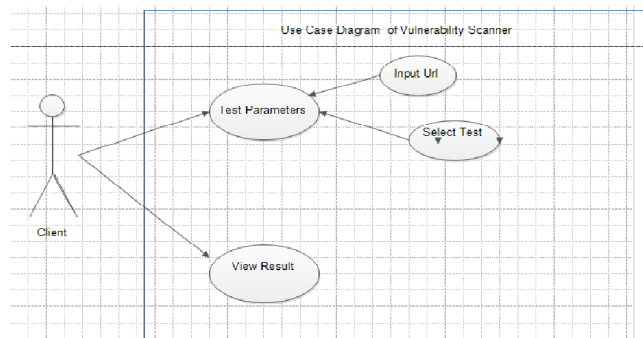 Use Case Diagram of Vulnerability Scanner
Input Url
Test Parameters
Select Test
Client
View Result